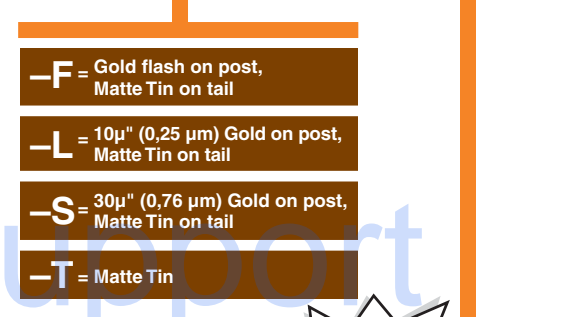 –F = Gold flash on post,
Matte Tin on tail
–L = 10µ" (0,25 µm) Gold on post,
Matte Tin on tail
–S = 30µ" (0,76 µm) Gold on post,
Matte Tin on tail
upport
–T = Matte Tin